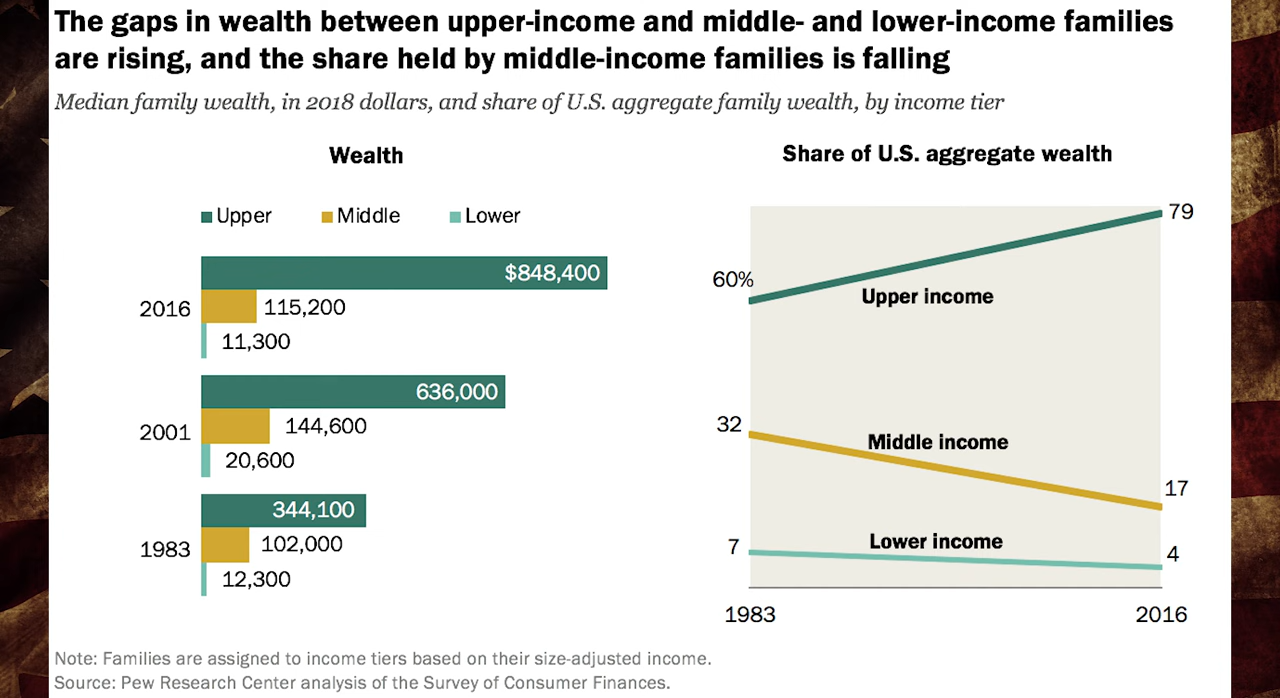 The gaps in wealth between upper-income and middle- and lower-income families
are rising, and the share held by middle-income families is falling
Median family wealth, in 2018 dollars, and share of U.S. aggregate family wealth, by income tier
Wealth
Upper
Middle
Lower
2016
$848,400
115,200
11,300
2001
636,000
144,600
20,600
1983
344,100
102,000
12,300
Share of U.S. aggregate wealth
60%
79
Upper income
32
Middle income
17
7
Lower income
4
1983
2016
Note: Families are assigned to income tiers based on their size-adjusted income.
Source: Pew Research Center analysis of the Survey of Consumer Finances.